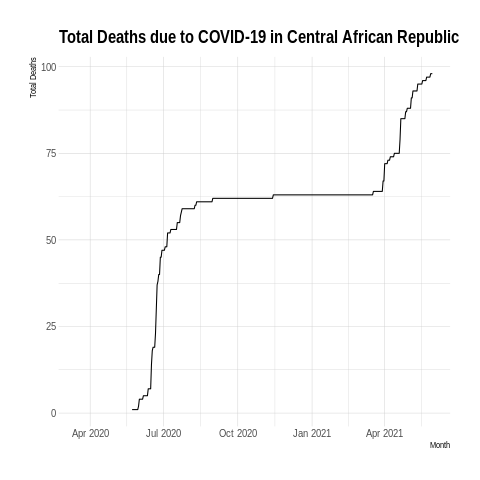 Total Deaths due to COVID-19 in Central African Republic
Total Deaths
100
75
50
25
0
Apr 2020 Jul 2020 Oct 2020 Jan 2021 Apr 2021
Month